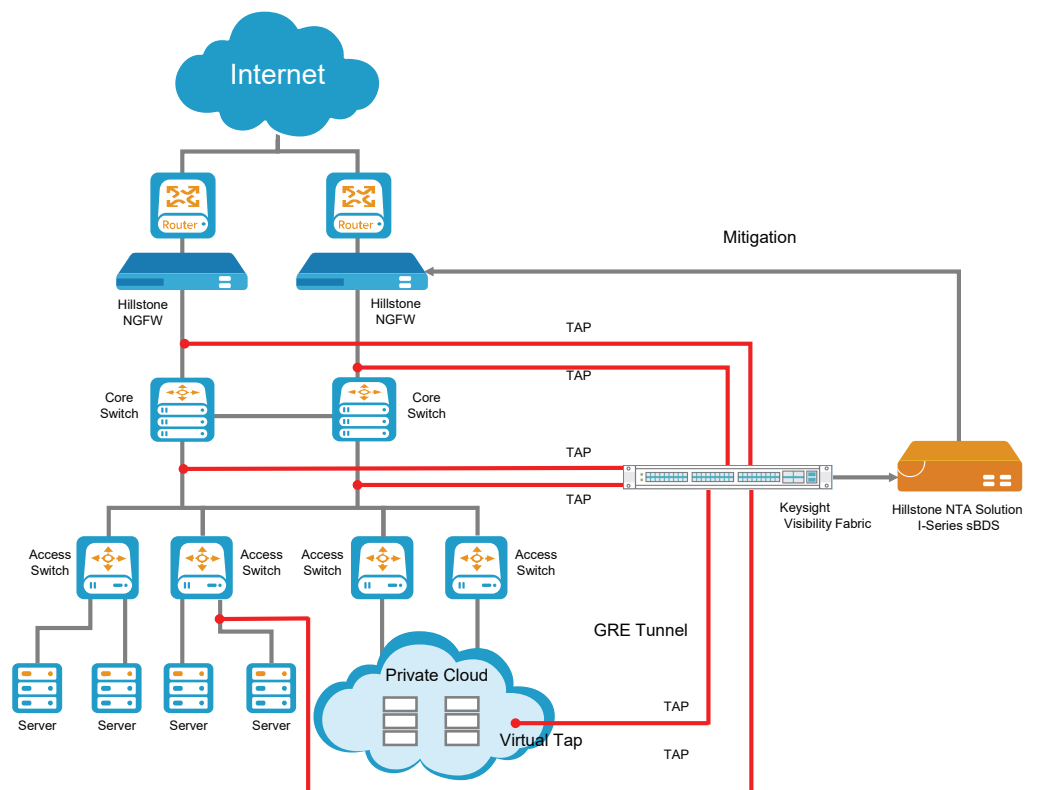 Internet
Router
Router
Mitigation
Hillstone
NGFW
Hillstone
NGFW
TAP
TAP
Core
Switch
Core
Switch
TAP
TAP
Keysight
Visibility Fabric
Hillstone NTA Solution
I-Series sBDS
Access
Switch
Access
Switch
Access
Switch
Access
Switch
GRE Tunnel
Private Cloud
TAP
Server
Server
Server
Server
Virtual Tap
TAP